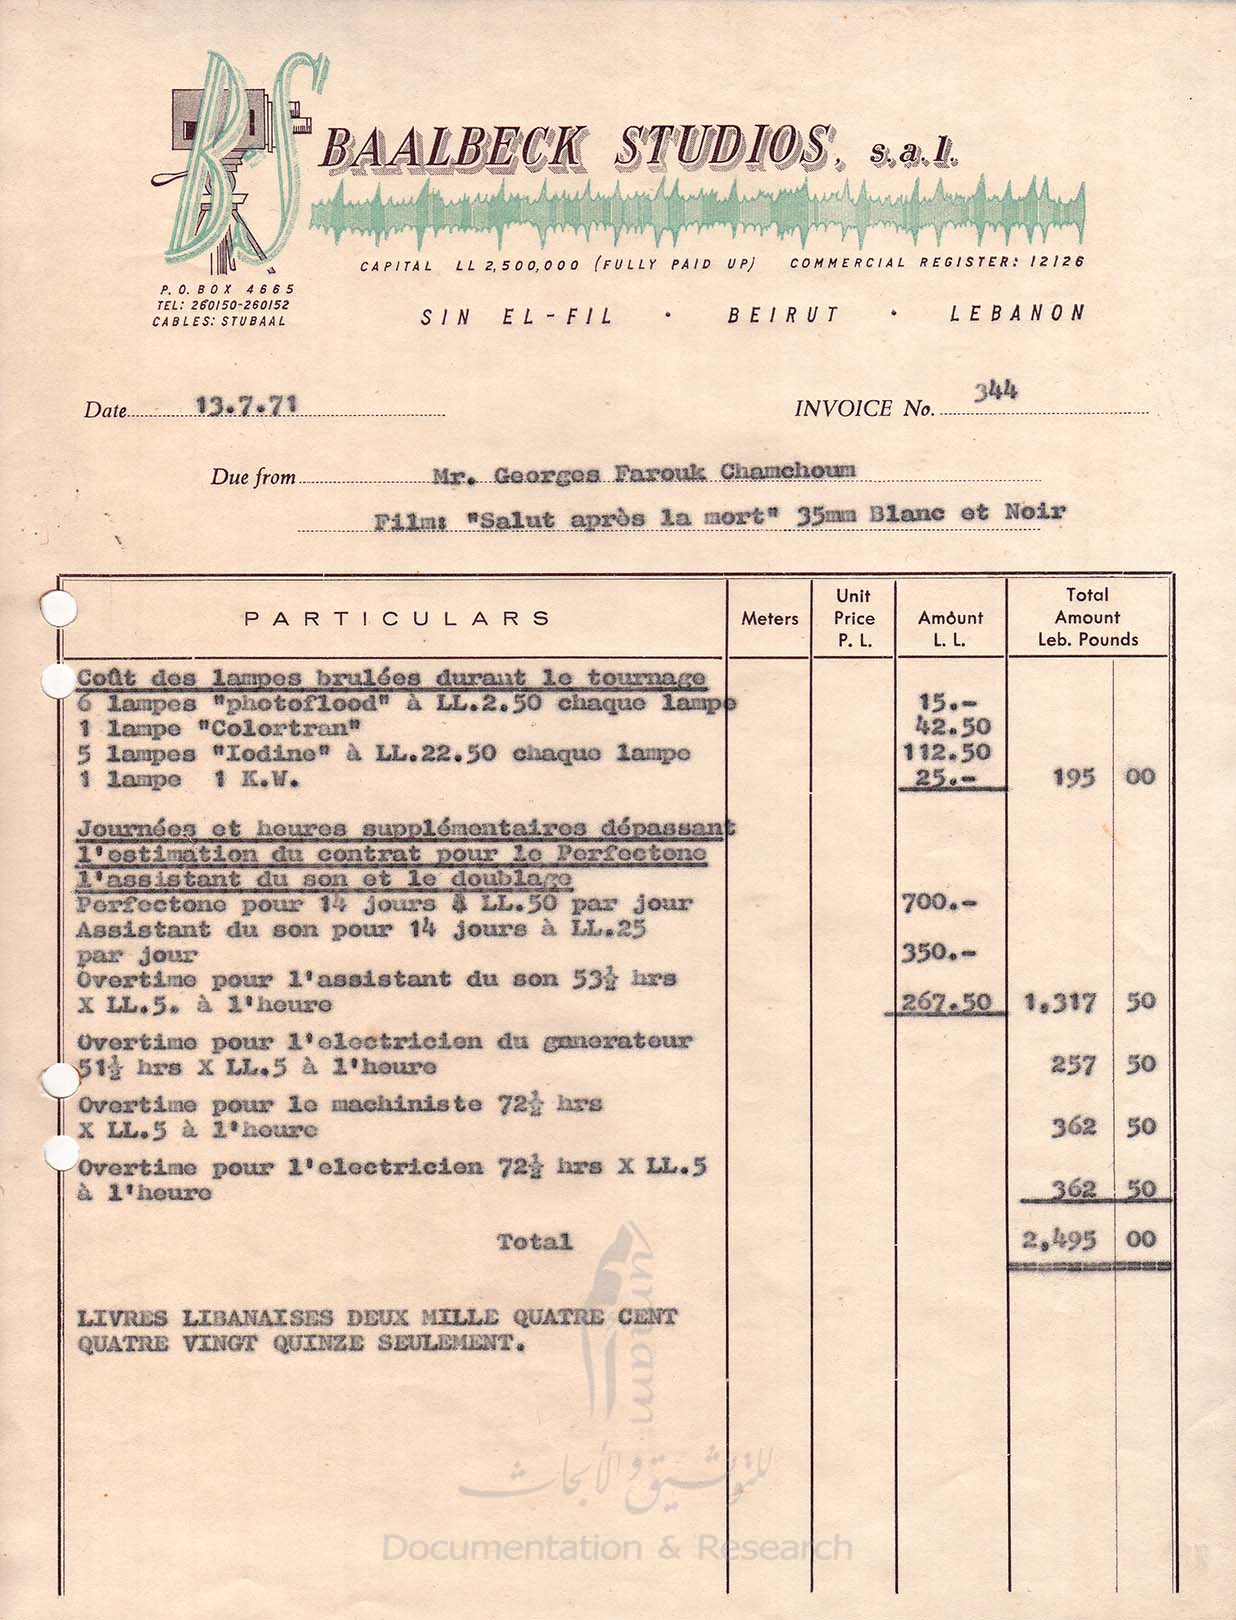 BS
BAALBECK STUDIOS, s.a.l.
CAPITAL LL 2,500,000 (FULLY PAID UP) COMMERCIAL REGISTER: 12126
P.O. BOX 4665
TEL: 260150-260152
CABLES: STUBAAL
SIN EL-FIL · BEIRUT · LEBANON
Date 13.7.71
INVOICE No. 344
Due from Mr. Georges Farouk Chamchoum
Film: "Salut après la mort" 35mm Blanc et Noir
PARTICULARS Meters Unit Price P. L. Amount L. L. Total Amount Leb. Pounds
Coût des lampes brulées durant le tournage
6 lampes "photoflood" à LL.2.50 chaque lampe 15.-
1 lampe "Colortran" 42.50
5 lampes "Iodine" à LL.22.50 chaque lampe 112.50
1 lampe 1 K.W. 25.- 195 00
Journées et heures supplémentaires dépassant
l'estimation du contrat pour le Perfectone
l'assistant du son et le doublage
Perfectone pour 14 jours à LL.50 par jour 700.-
Assistant du son pour 14 jours à LL.25
par jour 350.-
Overtime pour l'assistant du son 53½ hrs
X LL.5. à l'heure 267.50 1,317 50
Overtime pour l'electricien du gnnerateur
51½ hrs X LL.5 à l'heure 257 50
Overtime pour le machiniste 72½ hrs
X LL.5 à l'heure 362 50
Overtime pour l'electricien 72½ hrs X LL.5
à l'heure 362 50
Total 2,495 00
LIVRES LIBANAISES DEUX MILLE QUATRE CENT
QUATRE VINGT QUINZE SEULEMENT.
umam
للتوثيق والأبحاث
Documentation & Research